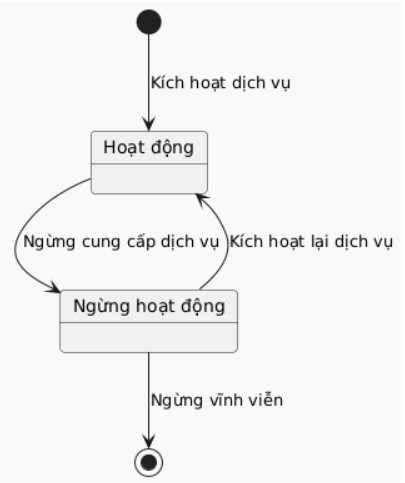 Kích hoạt dịch vụ
Hoạt động
Ngừng cung cấp dịch vụ
Kích hoạt lại dịch vụ
Ngừng hoạt động
Ngừng vĩnh viễn